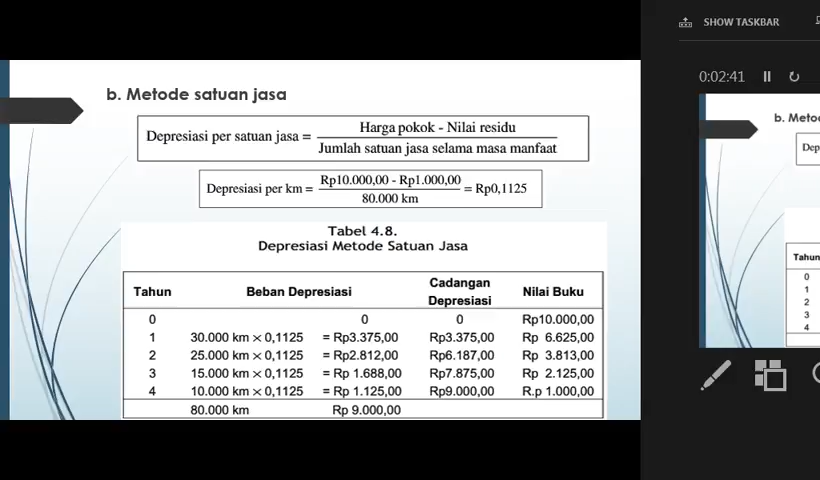 SHOW TASKBAR
0:02:41
b. Metode satuan jasa
Depresiasi per satuan jasa = Harga pokok - Nilai residu
Jumlah satuan jasa selama masa manfaat
Depresiasi per km = Rp10.000,00 - Rp1.000,00 = Rp0,1125
80.000 km
Tabel 4.8.
Depresiasi Metode Satuan Jasa
Tahun Beban Depresiasi Cadangan Depresiasi Nilai Buku
0 0 0 Rp10.000,00
1 30.000 km × 0,1125 = Rp3.375,00 Rp3.375,00 Rp 6.625,00
2 25.000 km × 0,1125 = Rp2.812,00 Rp6.187,00 Rp 3.813,00
3 15.000 km × 0,1125 = Rp 1.688,00 Rp7.875,00 Rp 2.125,00
4 10.000 km × 0,1125 = Rp 1.125,00 Rp9.000,00 R.p 1.000,00
80.000 km Rp 9.000,00
b. Meto
Dep
Tahun
0
1
2
3
4